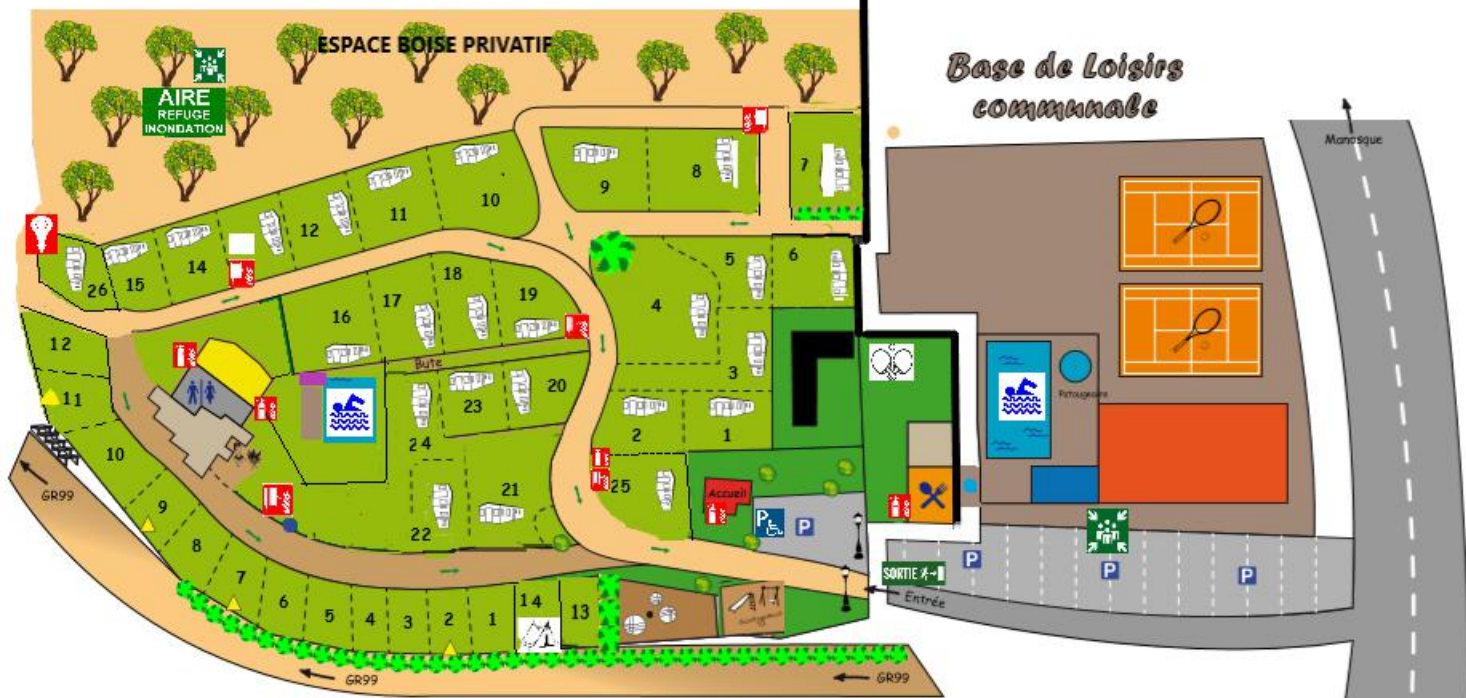 ESPACE BOISE PRIVATIF
Base de Loisirs
communale
AIRE
REFUGE
INONDATION
Manosque
7
8
9
10
11
12
14
15
26
6
5
4
3
2
1
19
18
17
16
Bute
20
23
24
21
22
25
Accueil
P
P
Pataugeoire
12
11
10
9
8
7
6
5
4
3
2
1
14
13
P
P
P
SORTIE
Entrée
GR99
GR99
GR99